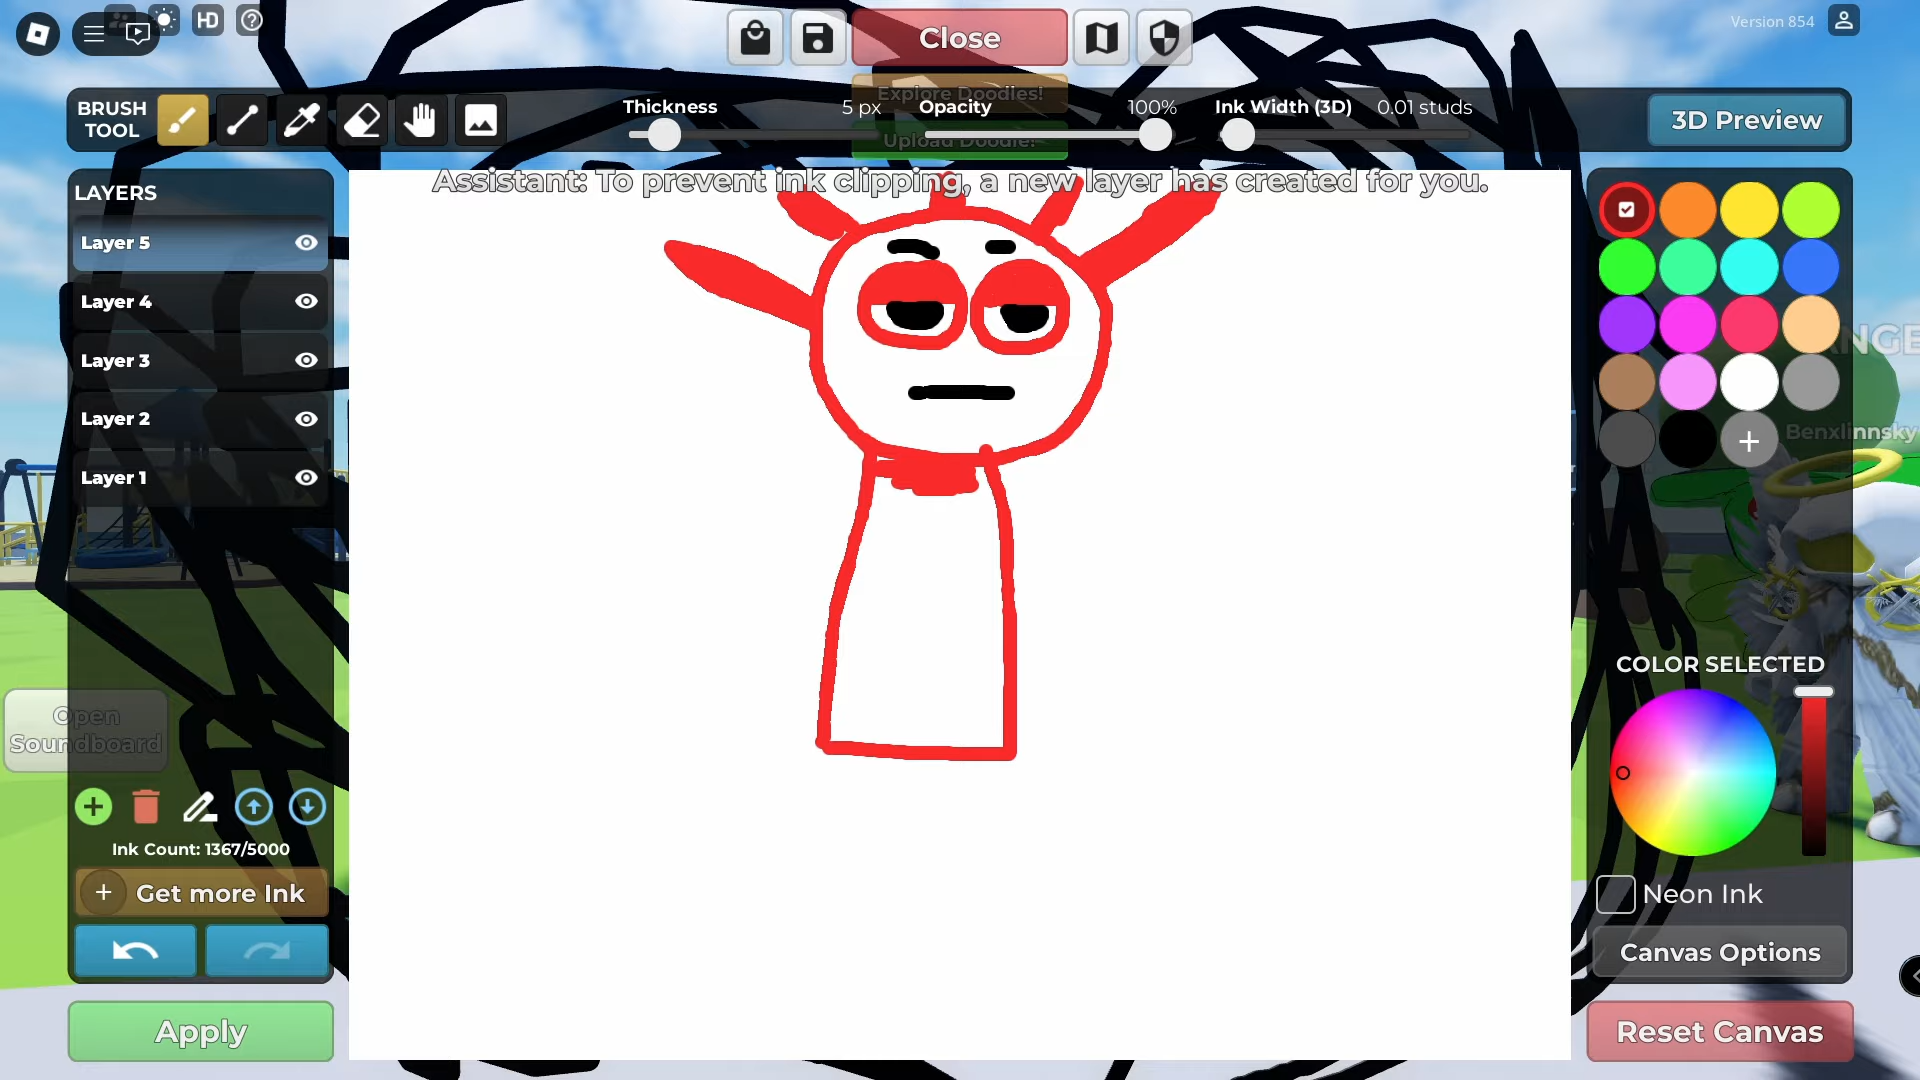 HD
Close
Version 854
Explore Doodles!
Upload Doodle!
BRUSH
TOOL
Thickness
5 px
Opacity
100%
Ink Width (3D)
0.01 studs
3D Preview
Assistant: To prevent ink clipping, a new layer has created for you.
LAYERS
Layer 5
Layer 4
Layer 3
Layer 2
Layer 1
Benxlinnsky
COLOR SELECTED
Open
Soundboard
Ink Count: 1367/5000
+ Get more Ink
Neon Ink
Canvas Options
Apply
Reset Canvas